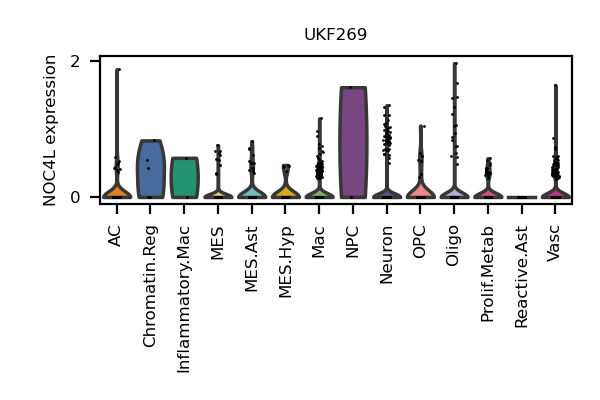 UKF269
NOC4L expression
2
0
AC
Chromatin.Reg
Inflammatory.Mac
MES
MES.Ast
MES.Hyp
Mac
NPC
Neuron
OPC
Oligo
Prolif.Metab
Reactive.Ast
Vasc